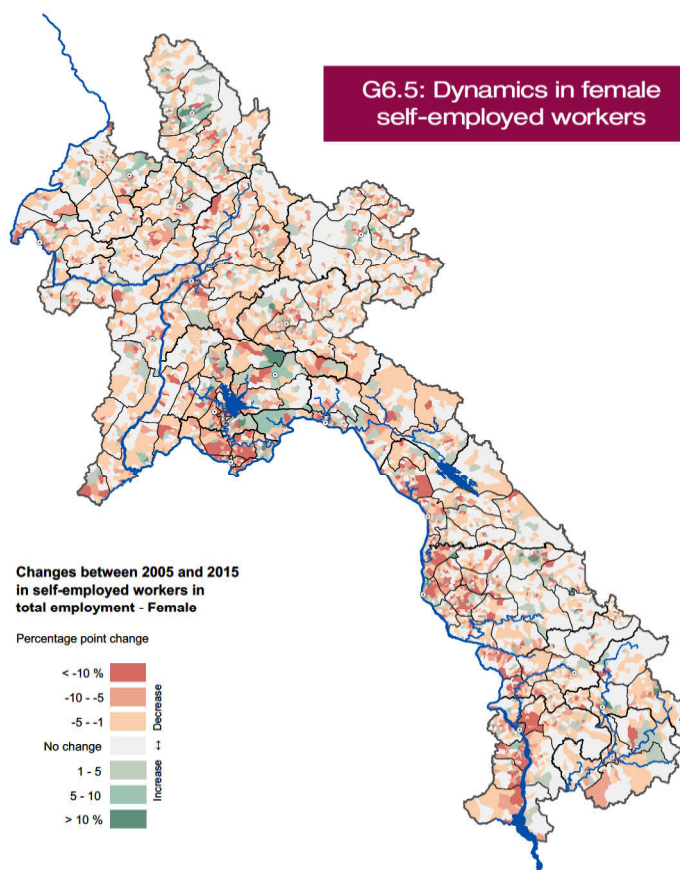 G6.5: Dynamics in female
self-employed workers
Changes between 2005 and 2015
in self-employed workers in
total employment - Female
Percentage point change
< -10 %
-10 - -5
-5 - -1
No change ↔
1 - 5
5 - 10
> 10 %
Decrease
Increase